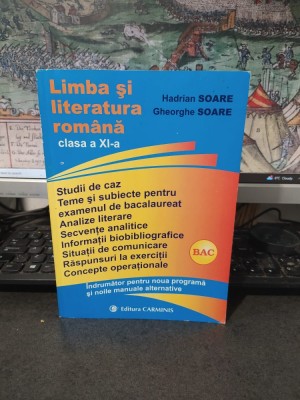 Limba și
literatura
română
clasa a XI-a
Hadrian SOARE
Gheorghe SOARE
Studii de caz
Teme și subiecte pentru
examenul de bacalaureat
Analize literare
Secvențe analitice
Informații biobibliografice
Situații de comunicare
Răspunsuri la exerciții
Concepte operaționale
BAC
Îndrumător pentru noua programă
și noile manuale alternative
Editura CARMINIS